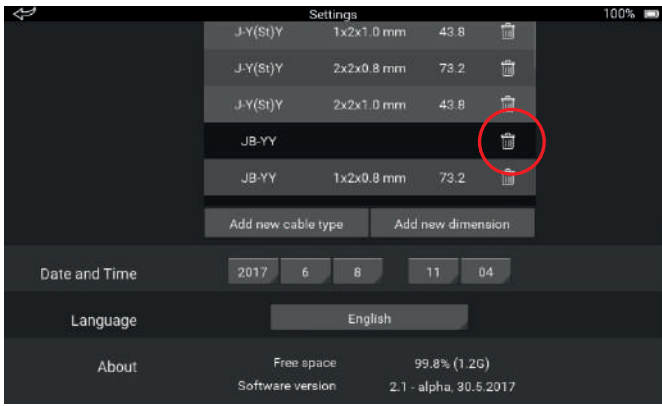 Settings 100%
J-Y(St)Y 1x2x1.0 mm 43.8
J-Y(St)Y 2x2x0.8 mm 73.2
J-Y(St)Y 2x2x1.0 mm 43.8
JB-YY
JB-YY 1x2x0.8 mm 73.2
Add new cable type Add new dimension
Date and Time 2017 6 8 11 04
Language English
About Free space 99.8% (1.2G)
Software version 2.1 - alpha, 30.5.2017